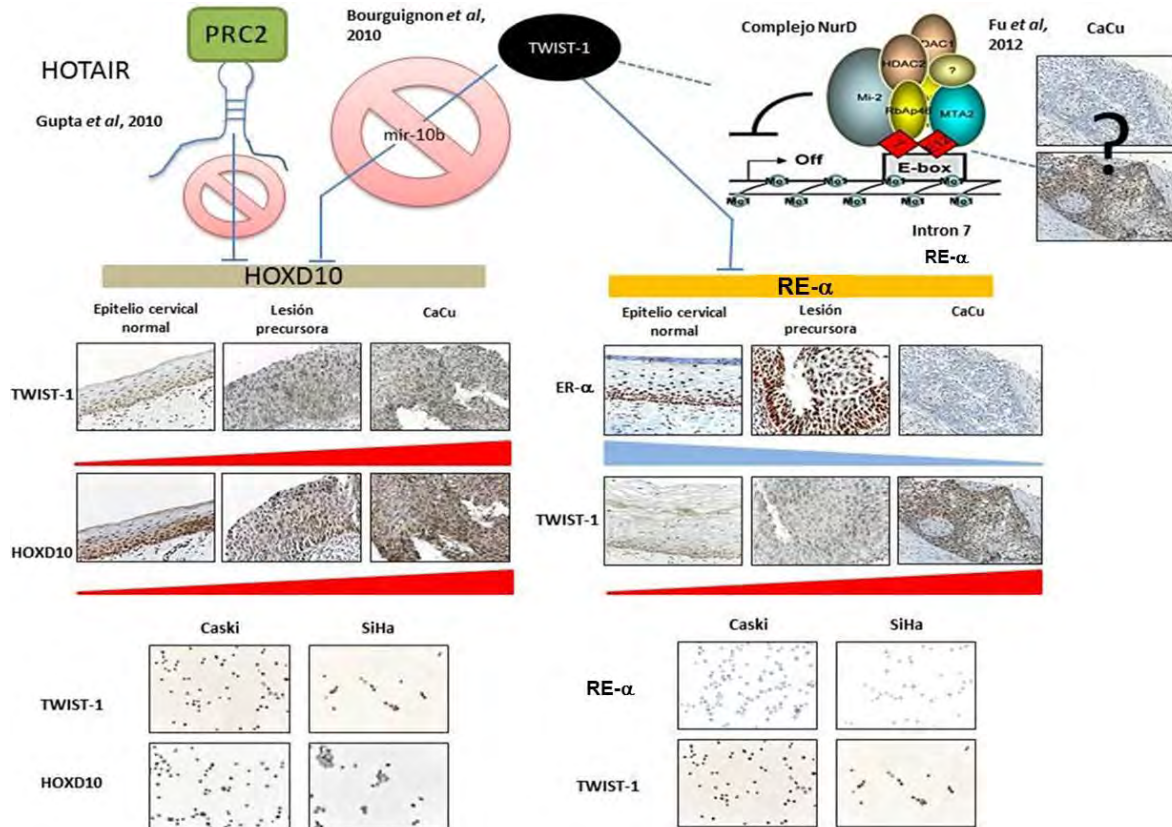 PRC2
HOTAIR
Gupta et al, 2010
Bourguignon et al,
2010
mir-10b
TWIST-1
Complejo NurD
Fu et al,
2012
CaCu
HDAC2
DAC1
?
Mi-2
RbAp46
MTA2
Off
E-box
Intron 7
RE-α
?
HOXD10
Epitelio cervical
normal
Lesión
precursora
CaCu
TWIST-1
HOXD10
RE-α
Epitelio cervical
normal
Lesión
precursora
CaCu
ER-α
TWIST-1
Caski
SiHa
TWIST-1
HOXD10
Caski
SiHa
RE-α
TWIST-1